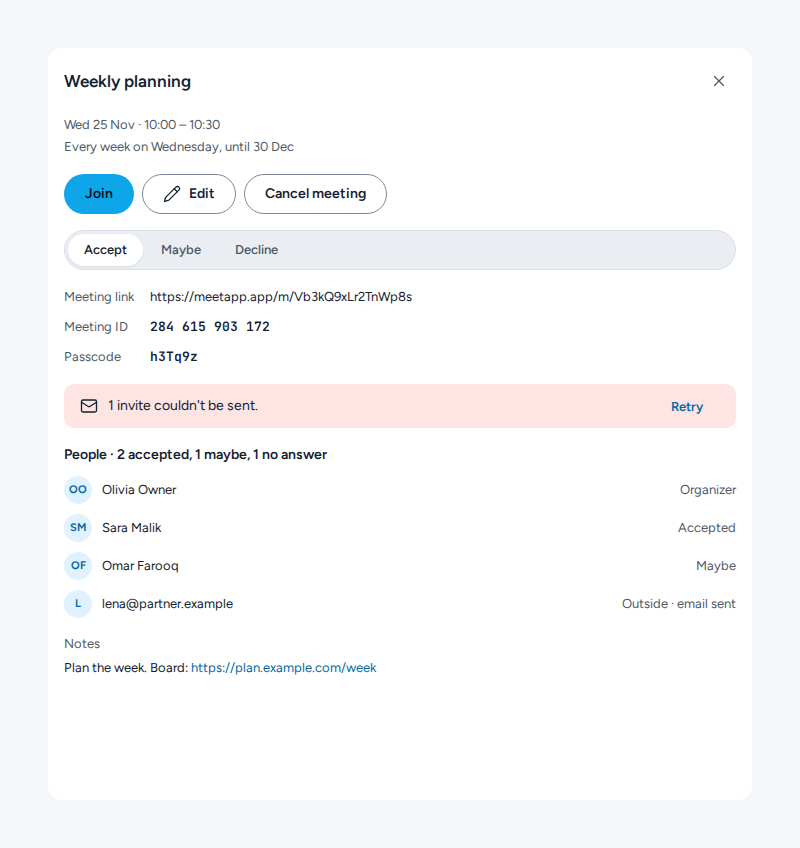 Weekly planning
Wed 25 Nov · 10:00 – 10:30
Every week on Wednesday, until 30 Dec
Join Edit Cancel meeting
Accept Maybe Decline
Meeting link https://meetapp.app/m/Vb3kQ9xLr2TnWp8s
Meeting ID 284 615 903 172
Passcode h3Tq9z
1 invite couldn't be sent. Retry
People · 2 accepted, 1 maybe, 1 no answer
OO Olivia Owner Organizer
SM Sara Malik Accepted
OF Omar Farooq Maybe
L lena@partner.example Outside · email sent
Notes
Plan the week. Board: https://plan.example.com/week